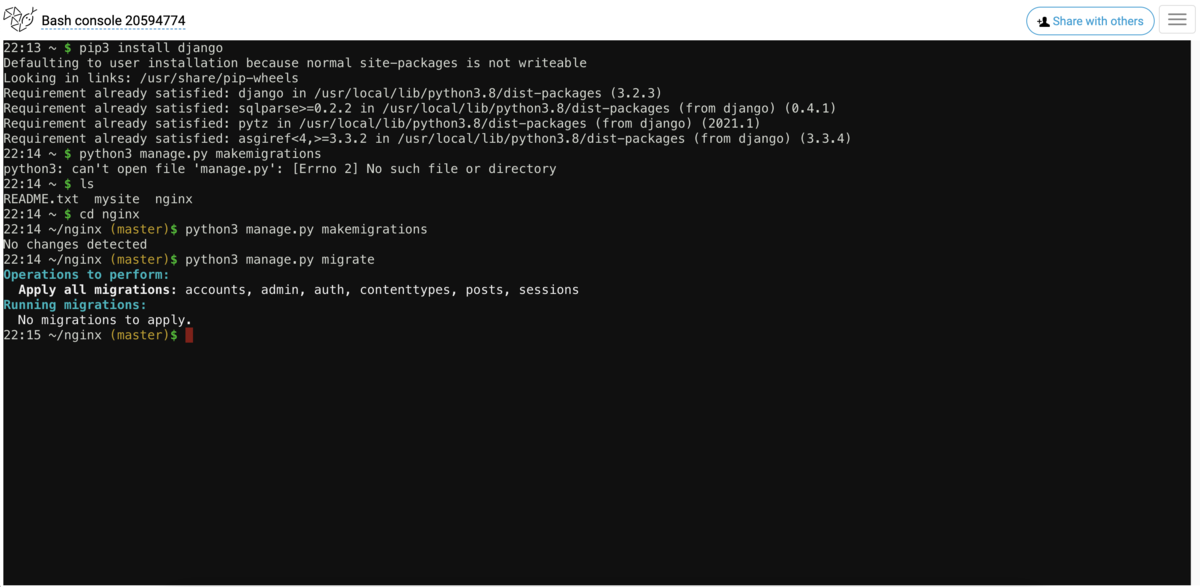 Bash console 20594774
Share with others
22:13 ~ $ pip3 install django
Defaulting to user installation because normal site-packages is not writeable
Looking in links: /usr/share/pip-wheels
Requirement already satisfied: django in /usr/local/lib/python3.8/dist-packages (3.2.3)
Requirement already satisfied: sqlparse>=0.2.2 in /usr/local/lib/python3.8/dist-packages (from django) (0.4.1)
Requirement already satisfied: pytz in /usr/local/lib/python3.8/dist-packages (from django) (2021.1)
Requirement already satisfied: asgiref<4,>=3.3.2 in /usr/local/lib/python3.8/dist-packages (from django) (3.3.4)
22:14 ~ $ python3 manage.py makemigrations
python3: can't open file 'manage.py': [Errno 2] No such file or directory
22:14 ~ $ ls
README.txt  mysite  nginx
22:14 ~ $ cd nginx
22:14 ~/nginx (master)$ python3 manage.py makemigrations
No changes detected
22:14 ~/nginx (master)$ python3 manage.py migrate
Operations to perform:
  Apply all migrations: accounts, admin, auth, contenttypes, posts, sessions
Running migrations:
  No migrations to apply.
22:15 ~/nginx (master)$